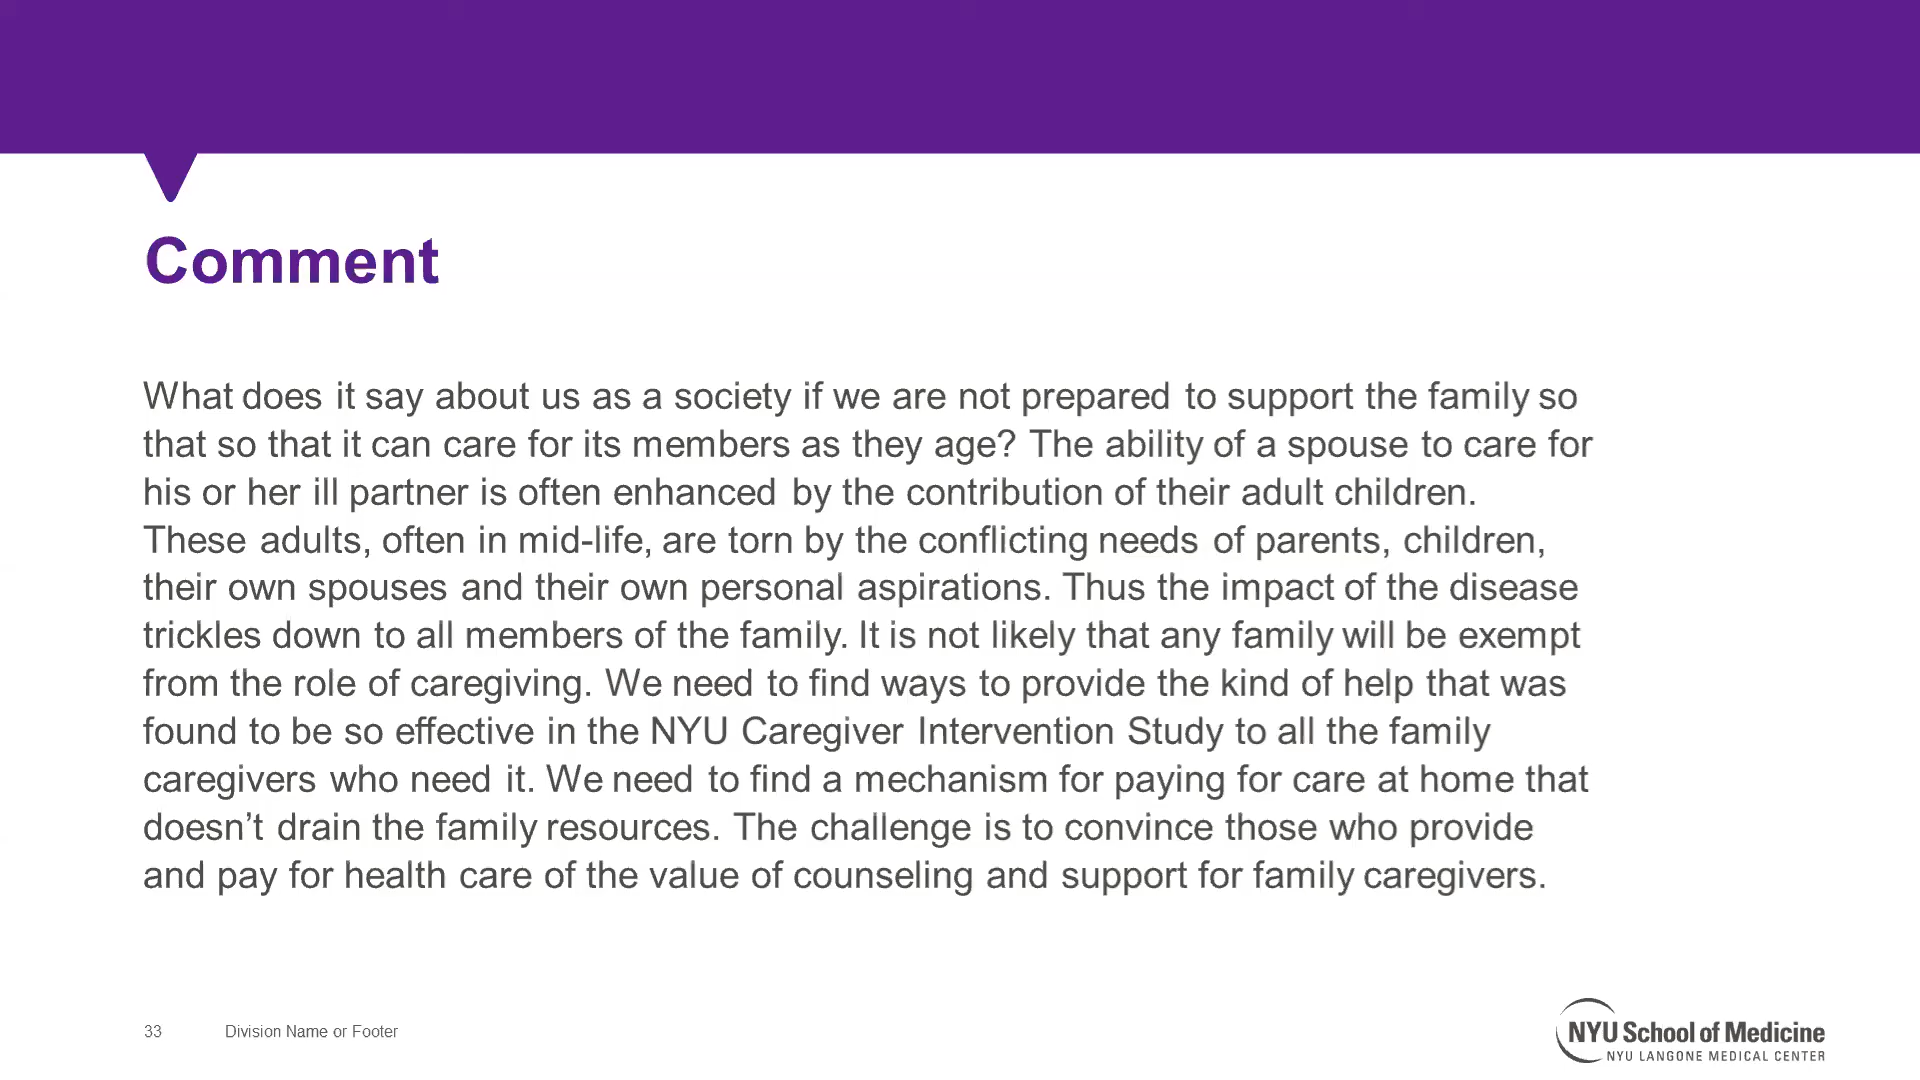 Comment
What does it say about us as a society if we are not prepared to support the family so
that so that it can care for its members as they age? The ability of a spouse to care for
his or her ill partner is often enhanced by the contribution of their adult children.
These adults, often in mid-life, are torn by the conflicting needs of parents, children,
their own spouses and their own personal aspirations. Thus the impact of the disease
trickles down to all members of the family. It is not likely that any family will be exempt
from the role of caregiving. We need to find ways to provide the kind of help that was
found to be so effective in the NYU Caregiver Intervention Study to all the family
caregivers who need it. We need to find a mechanism for paying for care at home that
doesn’t drain the family resources. The challenge is to convince those who provide
and pay for health care of the value of counseling and support for family caregivers.
33 Division Name or Footer
NYU School of Medicine
NYU LANGONE MEDICAL CENTER